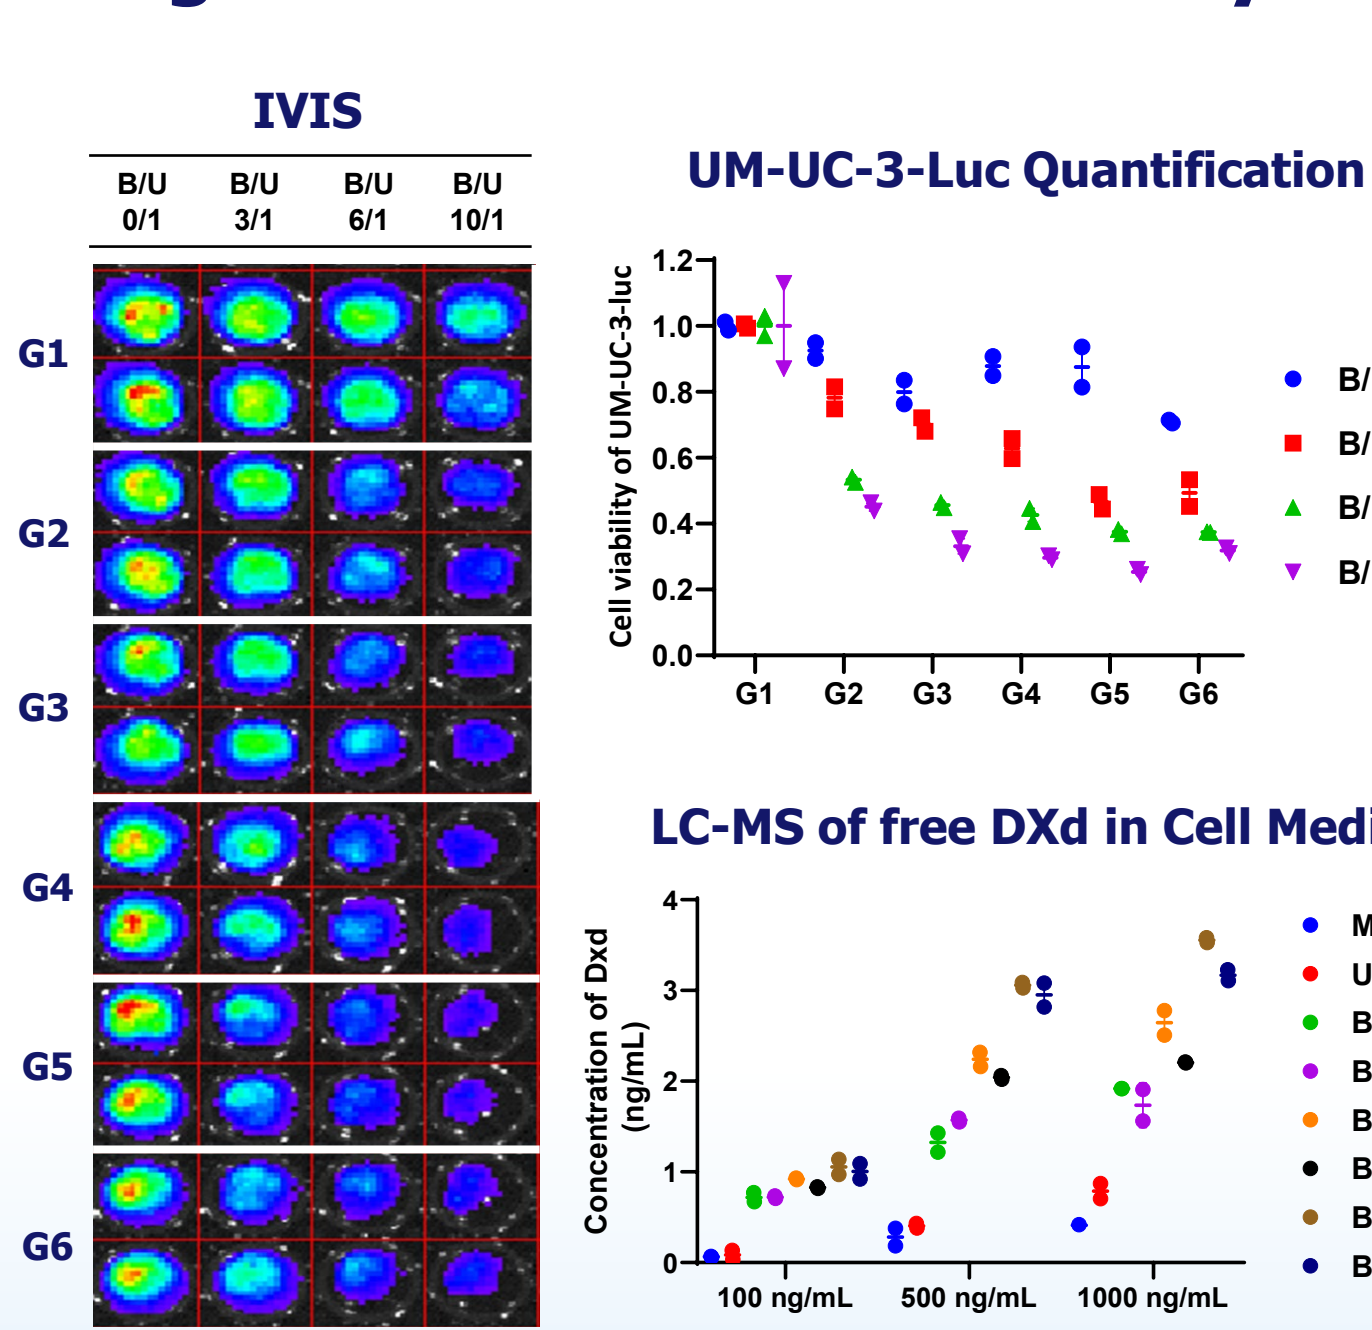 IVIS
B/U B/U B/U B/U
0/1 3/1 6/1 10/1
G1
G2
G3
G4
G5
G6
UM-UC-3-Luc Quantification
Cell viability of UM-UC-3-luc
1.2
1.0
0.8
0.6
0.4
0.2
0.0
G1 G2 G3 G4 G5 G6
B/
B/
B/
B/
LC-MS of free DXd in Cell Medi
Concentration of Dxd
(ng/mL)
4
3
2
1
0
100 ng/mL 500 ng/mL 1000 ng/mL
M
U
B
B
B
B
B
B